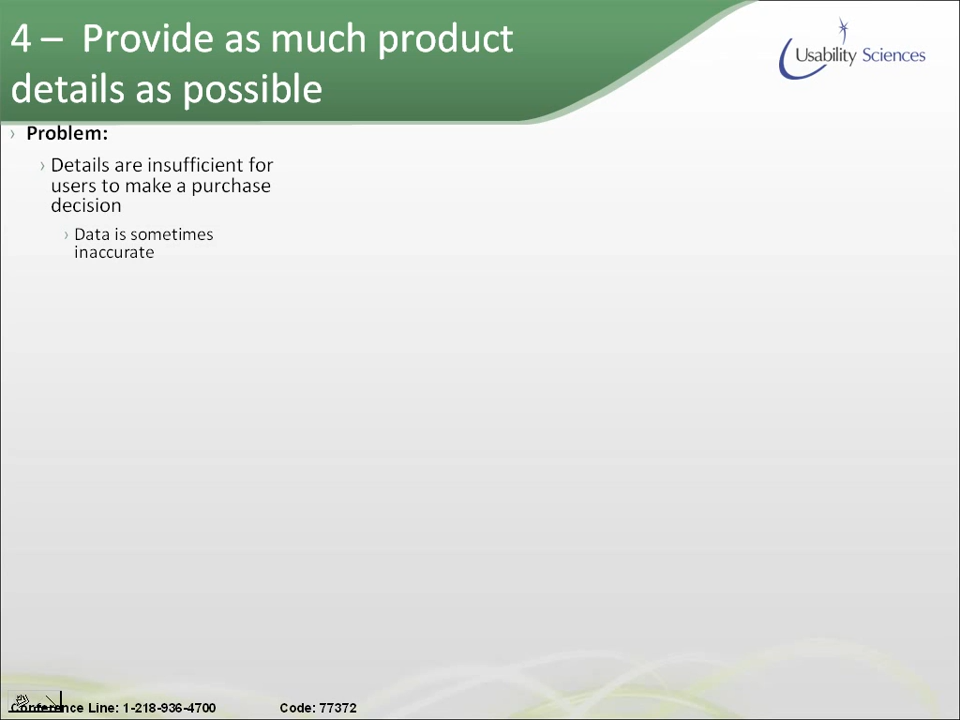 4 – Provide as much product
details as possible
Usability Sciences
› Problem:
› Details are insufficient for
users to make a purchase
decision
› Data is sometimes
inaccurate
Conference Line: 1-218-936-4700 Code: 77372